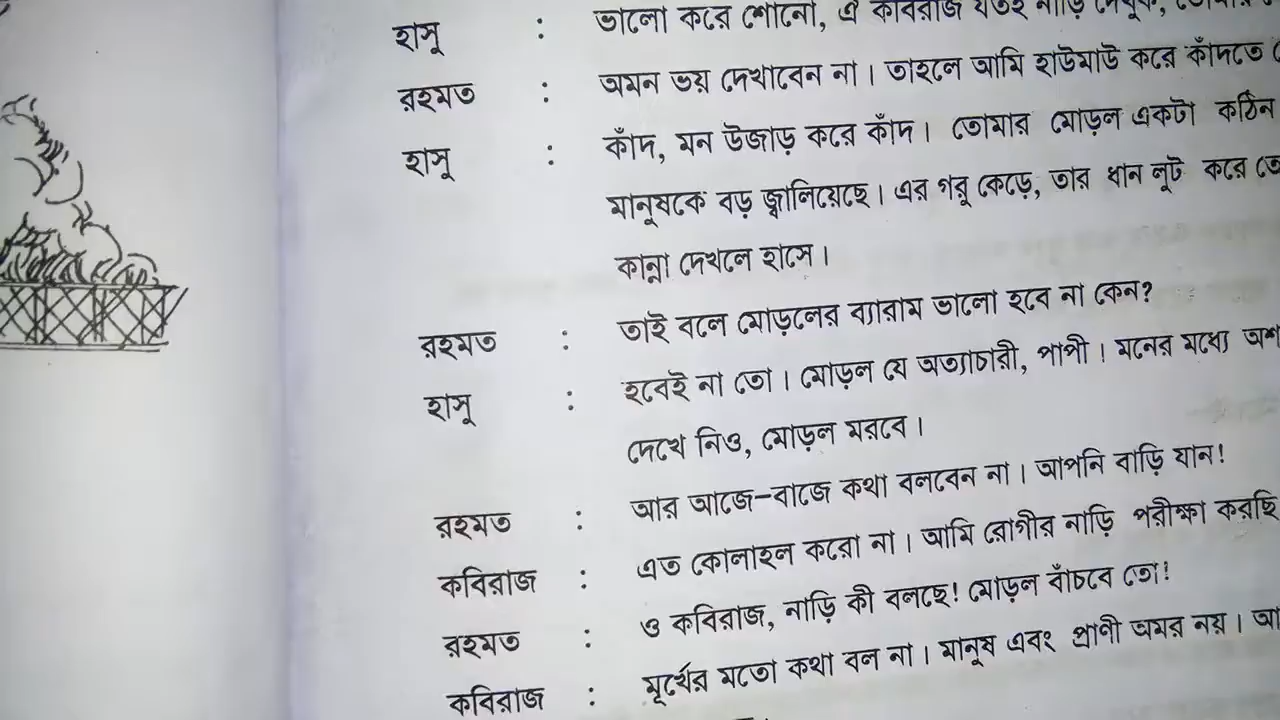 হাসু : ভালো করে শোনো, এ কবিরাজ যতই নাড়ি দেখুক,
রহমত : অমন ভয় দেখাবেন না। তাহলে আমি হাউমাউ করে কাঁদতে
হাসু : কাঁদ, মন উজাড় করে কাঁদ। তোমার মোড়ল একটা কঠিন
মানুষকে বড় জ্বালিয়েছে। এর গরু কেড়ে, তার ধান লুট করে
কান্না দেখলে হাসে।
রহমত : তাই বলে মোড়লের ব্যারাম ভালো হবে না কেন?
হাসু : হবেই না তো। মোড়ল যে অত্যাচারী, পাপী। মনের মধ্যে
দেখে নিও, মোড়ল মরবে।
রহমত : আর আজে-বাজে কথা বলবেন না। আপনি বাড়ি যান!
কবিরাজ : এত কোলাহল করো না। আমি রোগীর নাড়ি পরীক্ষা করছি
রহমত : ও কবিরাজ, নাড়ি কী বলছে! মোড়ল বাঁচবে তো!
কবিরাজ : মূর্খের মতো কথা বল না। মানুষ এবং প্রাণী অমর নয়।